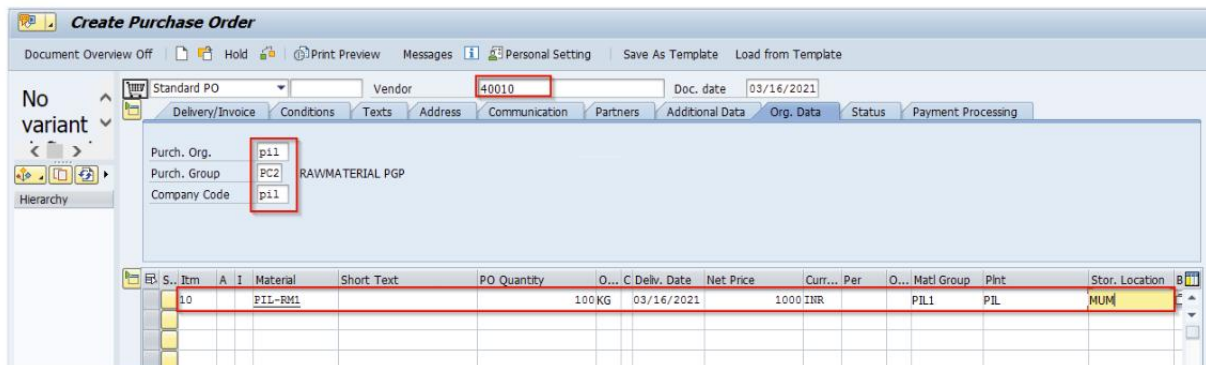 Create Purchase Order
Document Overview Off Hold Print Preview Messages Personal Setting Save As Template Load from Template
Standard PO Vendor 40010 Doc. date 03/16/2021
No
variant
Delivery/Invoice Conditions Texts Address Communication Partners Additional Data Org. Data Status Payment Processing
Purch. Org. pil
Purch. Group PC2 RAWMATERIAL PGP
Company Code pil
Hierarchy
S.. Itm A I Material Short Text PO Quantity O... C Deliv. Date Net Price Curr... Per O... Matl Group Plnt Stor. Location B
10 PIL-RM1 100 KG 03/16/2021 1000 INR PIL1 PIL MUM